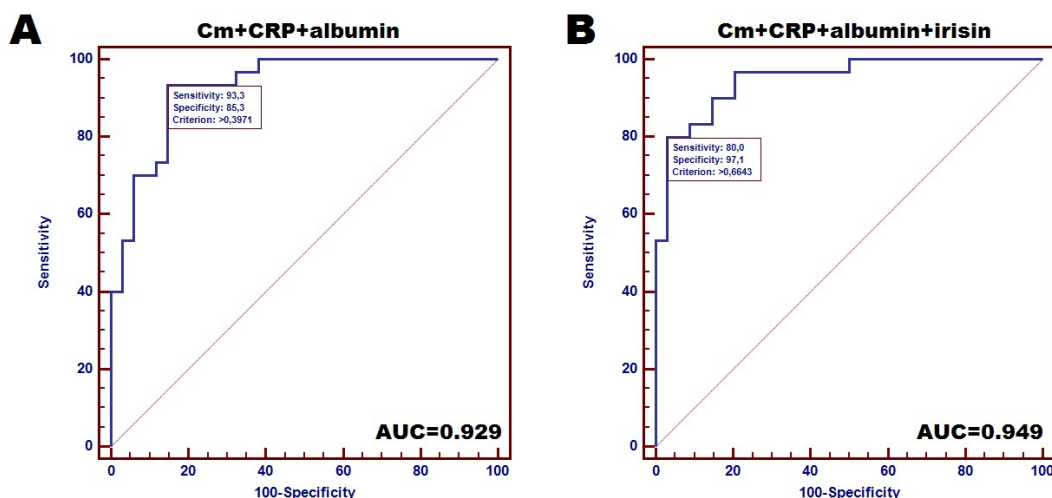 A
Cm+CRP+albumin
100
80
60
40
20
0
Sensitivity
Sensitivity: 93,3
Specificity: 85,3
Criterion: >0,3971
AUC=0.929
0 20 40 60 80 100
100-Specificity
B
Cm+CRP+albumin+irisin
100
80
60
40
20
0
Sensitivity
Sensitivity: 80,0
Specificity: 97,1
Criterion: >0,6643
AUC=0.949
0 20 40 60 80 100
100-Specificity